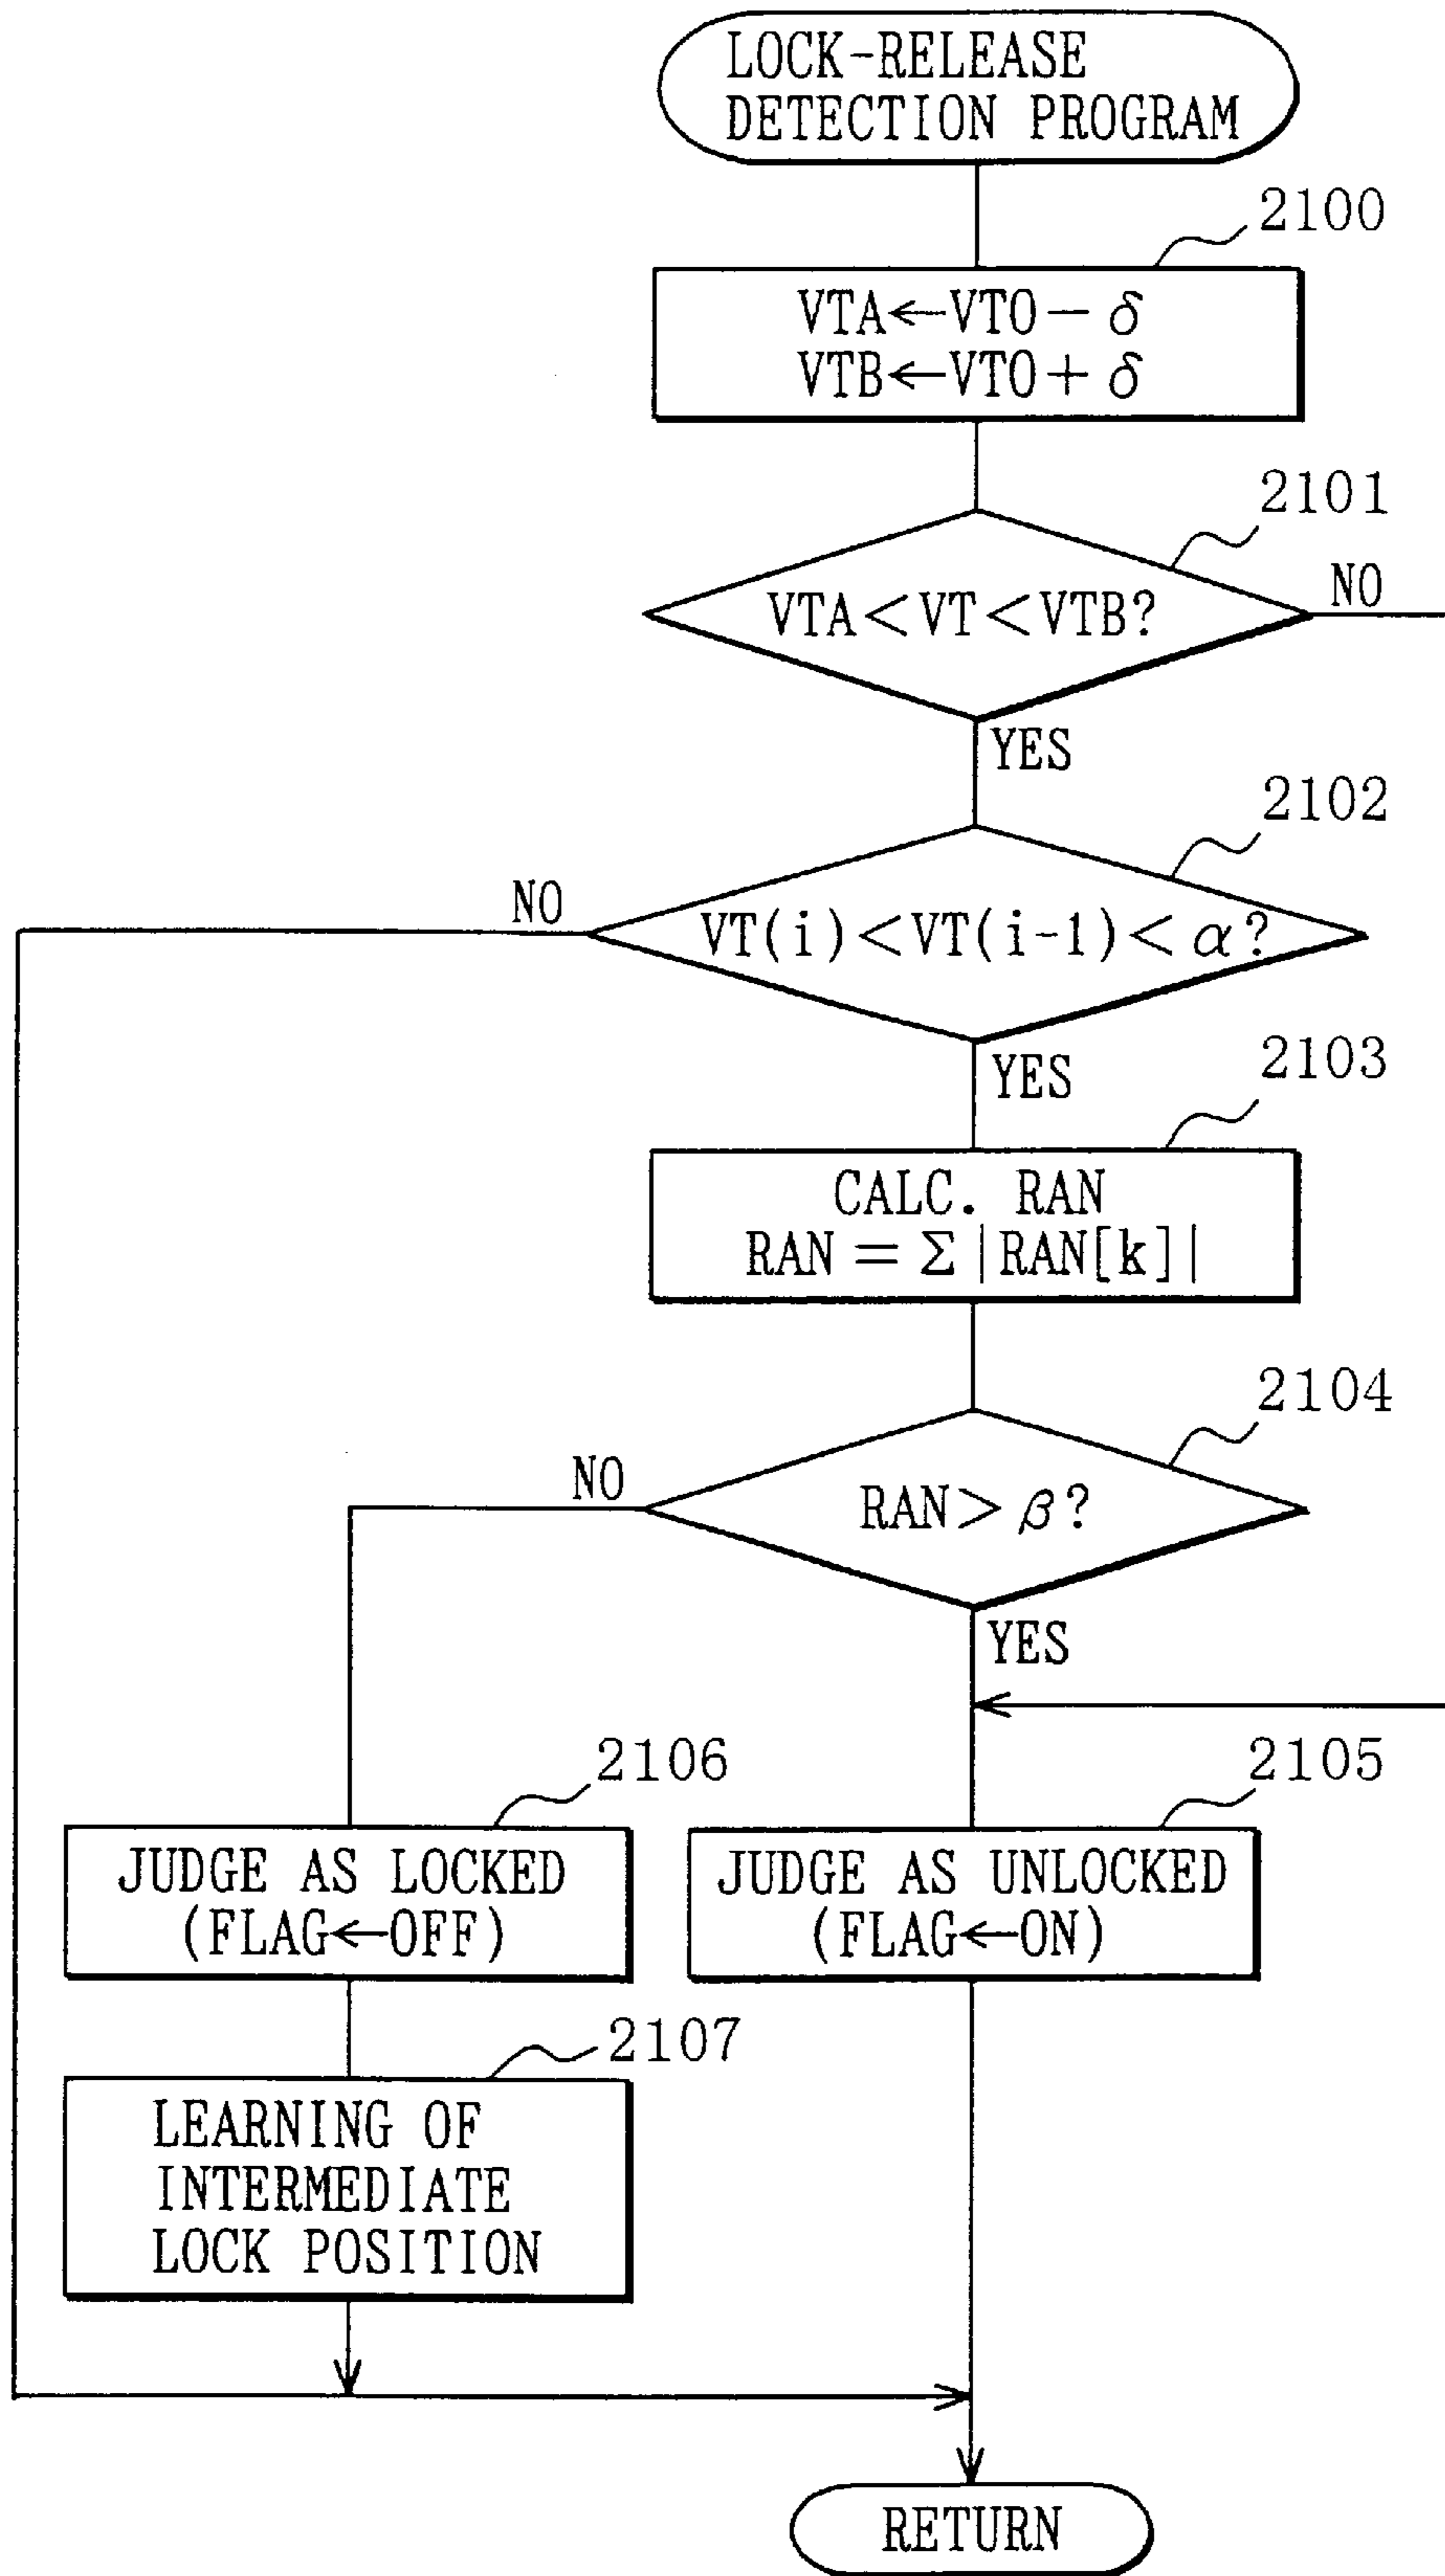 LOCK-RELEASE
DETECTION PROGRAM
2100
VTA←VTO−δ
VTB←VTO+δ
2101
VTA<VT<VTB?
NO
YES
2102
NO
VT(i)<VT(i-1)<α?
YES
2103
CALC. RAN
RAN=Σ|RAN[k]|
2104
NO
RAN>β?
YES
2106
2105
JUDGE AS LOCKED
(FLAG←OFF)
JUDGE AS UNLOCKED
(FLAG←ON)
2107
LEARNING OF
INTERMEDIATE
LOCK POSITION
RETURN